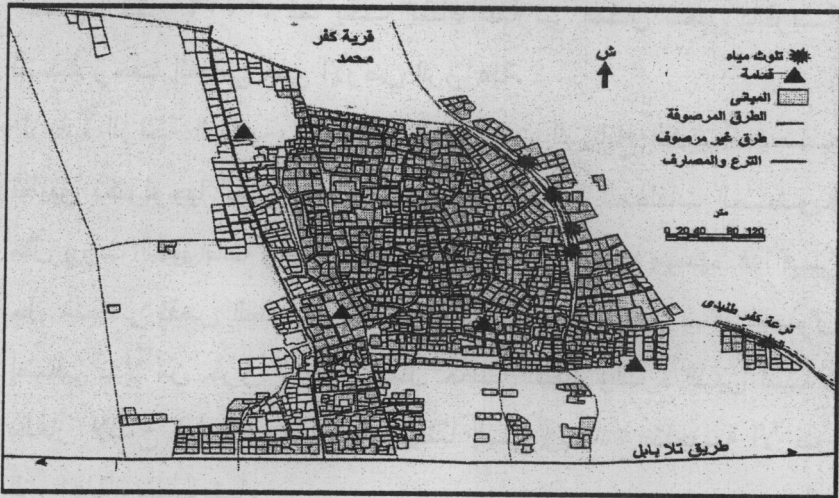 قرية كفر
محمد
ش
تلوث مياه
قمامة
المبانى
الطرق المرصوفة
طرق غير مرصوف
الترع والمصارف
متر
0 20 40 80 120
ترعة كفر طنبدى
طريق تلا بابل